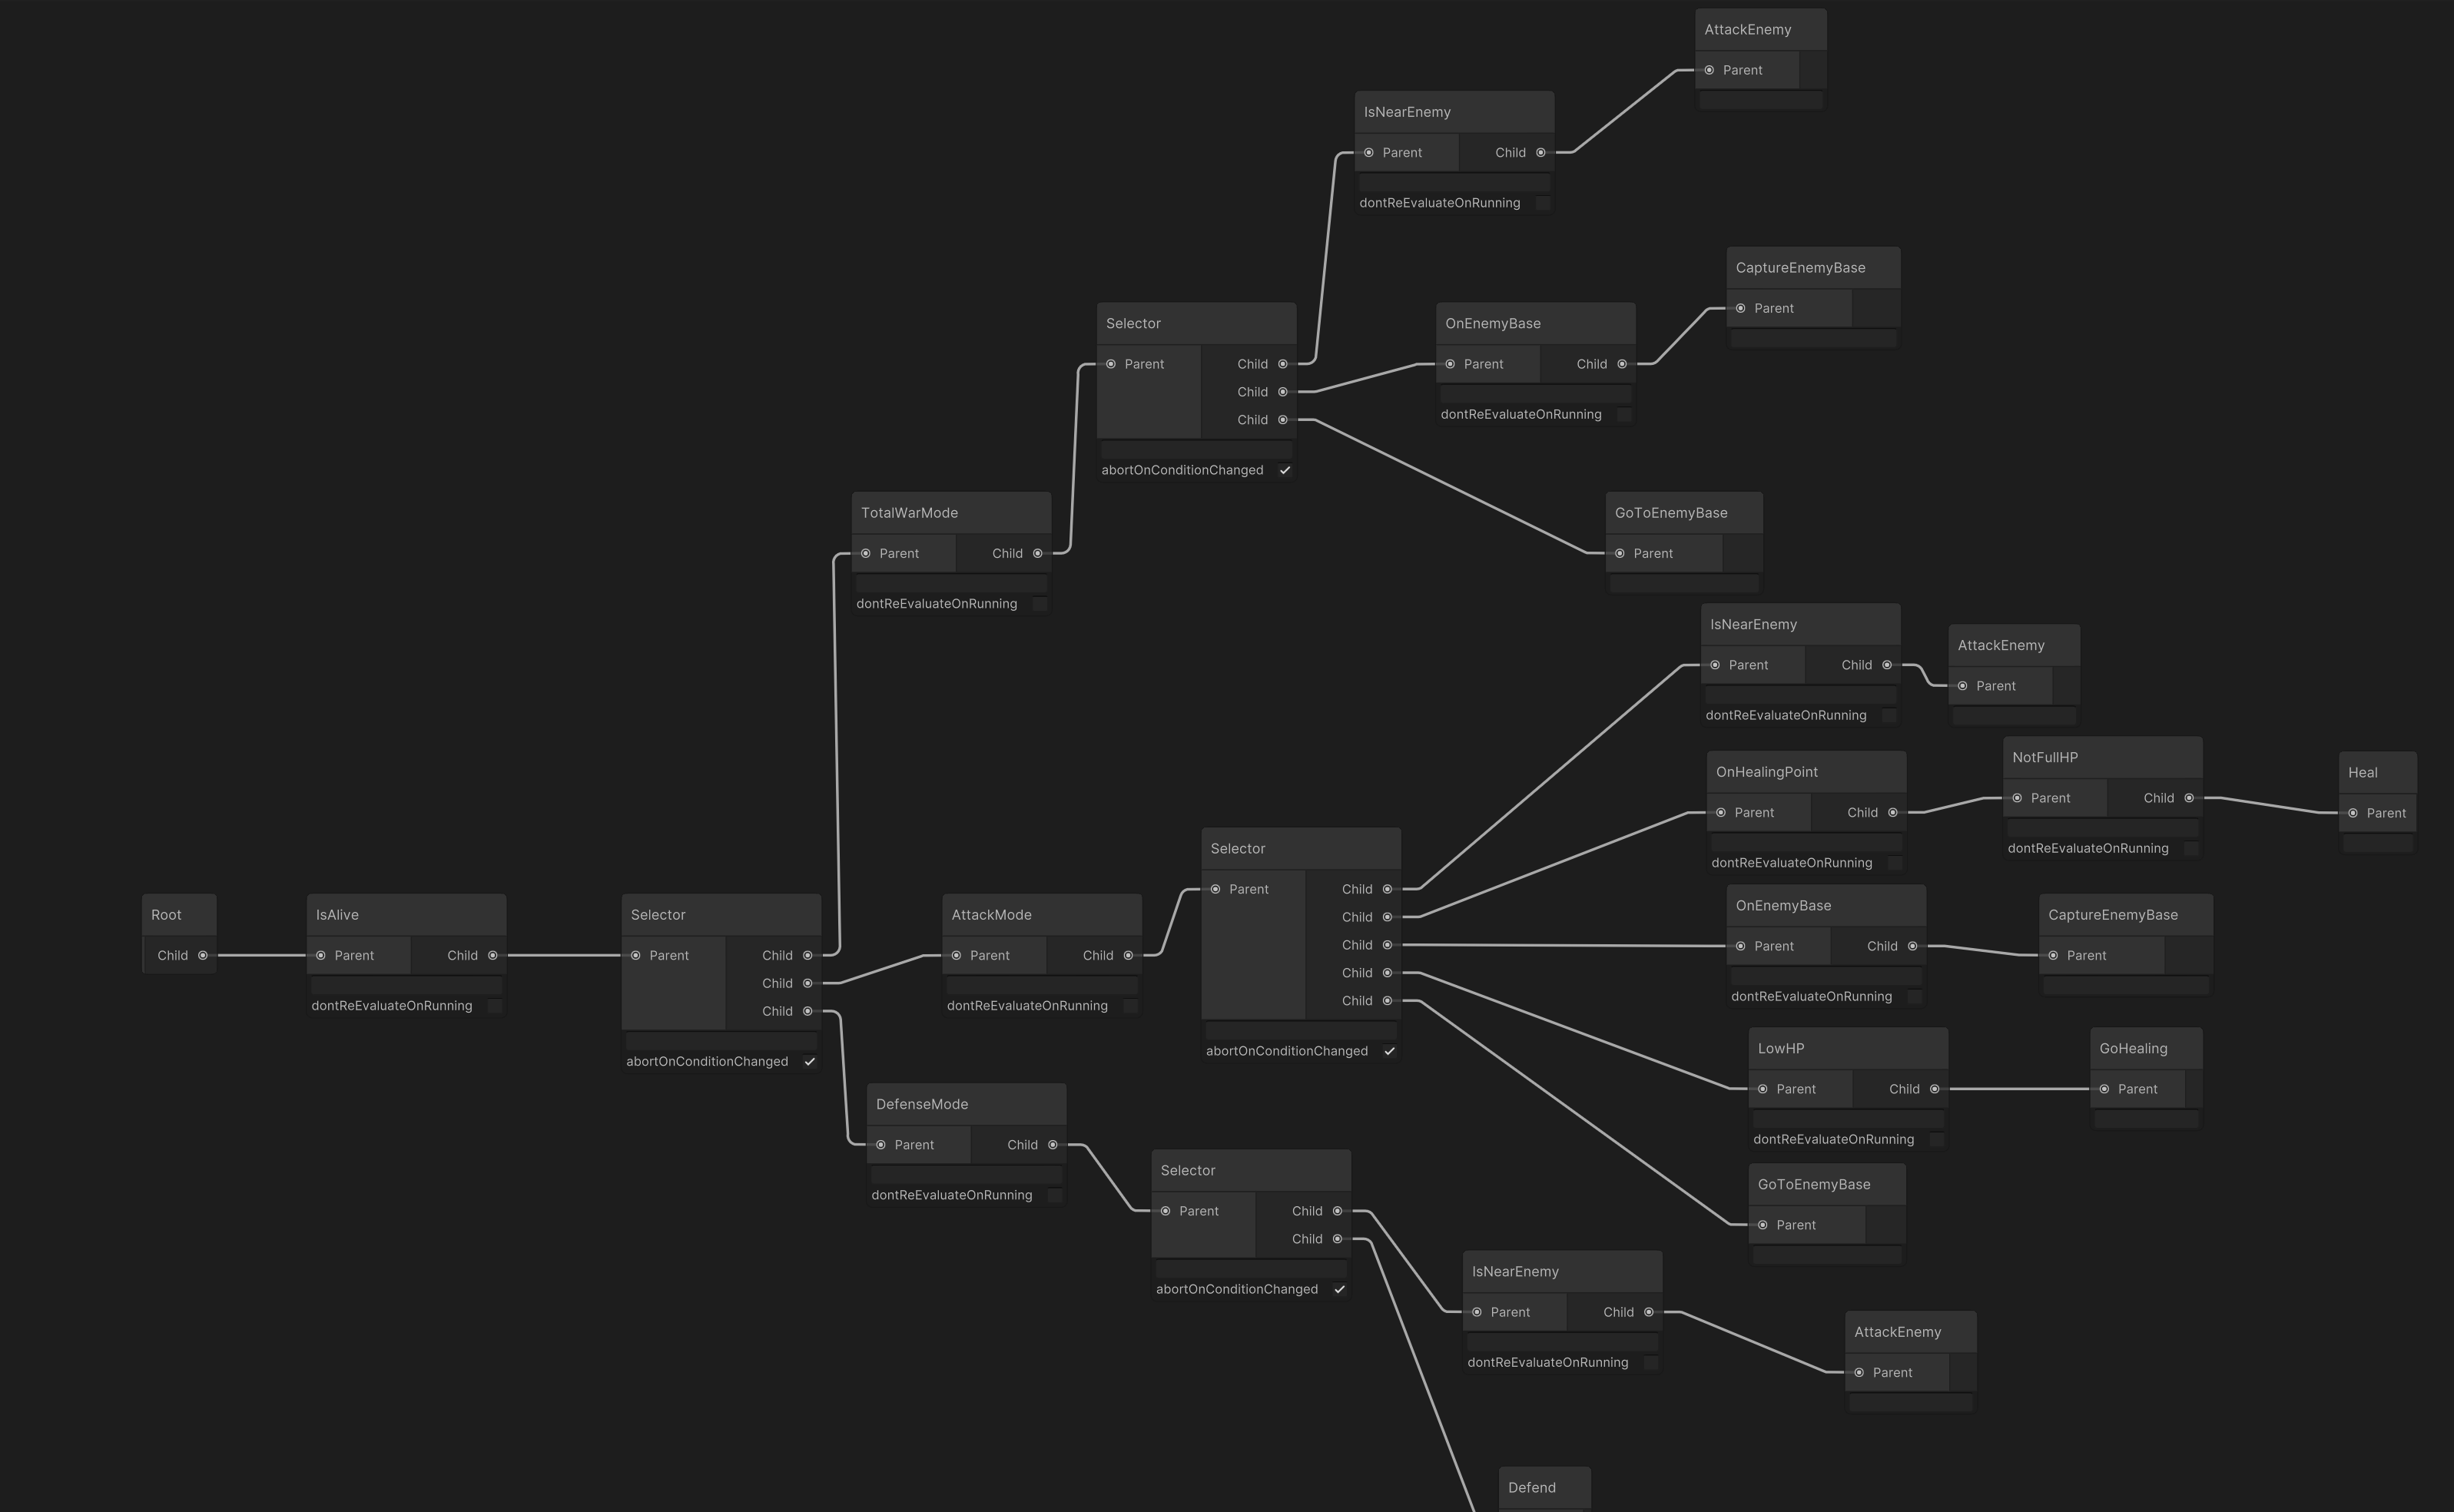 AttackEnemy
Parent
IsNearEnemy
Parent Child
dontReEvaluateOnRunning
CaptureEnemyBase
Parent
Selector
Parent Child
Child
Child
abortOnConditionChanged
OnEnemyBase
Parent Child
dontReEvaluateOnRunning
TotalWarMode
Parent Child
dontReEvaluateOnRunning
GoToEnemyBase
Parent
IsNearEnemy
Parent Child
dontReEvaluateOnRunning
AttackEnemy
Parent
OnHealingPoint
Parent Child
dontReEvaluateOnRunning
NotFullHP
Parent Child
dontReEvaluateOnRunning
Heal
Parent
Root
Child
IsAlive
Parent Child
dontReEvaluateOnRunning
Selector
Parent Child
Child
Child
abortOnConditionChanged
AttackMode
Parent Child
dontReEvaluateOnRunning
Selector
Parent Child
Child
Child
Child
Child
abortOnConditionChanged
OnEnemyBase
Parent Child
dontReEvaluateOnRunning
CaptureEnemyBase
Parent
LowHP
Parent Child
dontReEvaluateOnRunning
GoHealing
Parent
DefenseMode
Parent Child
dontReEvaluateOnRunning
Selector
Parent Child
Child
abortOnConditionChanged
GoToEnemyBase
Parent
IsNearEnemy
Parent Child
dontReEvaluateOnRunning
AttackEnemy
Parent
Defend